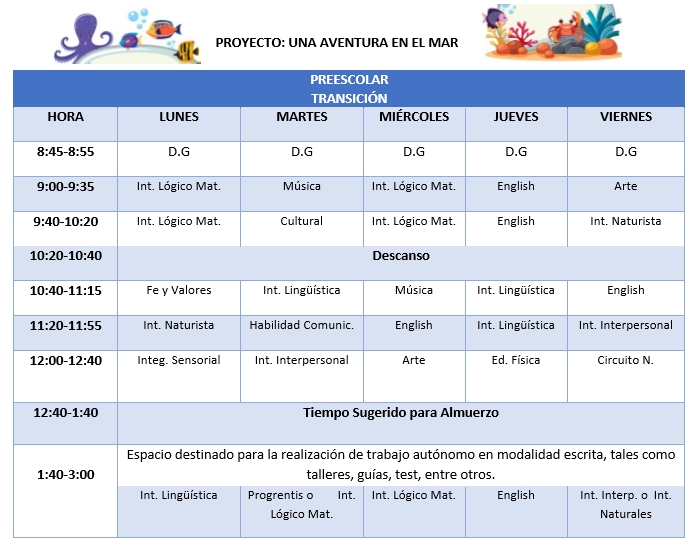 PROYECTO: UNA AVENTURA EN EL MAR
PREESCOLAR
TRANSICIÓN
HORA LUNES MARTES MIÉRCOLES JUEVES VIERNES
8:45-8:55 D.G D.G D.G D.G D.G
9:00-9:35 Int. Lógico Mat. Música Int. Lógico Mat. English Arte
9:40-10:20 Int. Lógico Mat. Cultural Int. Lógico Mat. English Int. Naturista
10:20-10:40 Descanso
10:40-11:15 Fe y Valores Int. Lingüística Música Int. Lingüística English
11:20-11:55 Int. Naturista Habilidad Comunic. English Int. Lingüística Int. Interpersonal
12:00-12:40 Integ. Sensorial Int. Interpersonal Arte Ed. Física Circuito N.
12:40-1:40 Tiempo Sugerido para Almuerzo
1:40-3:00 Espacio destinado para la realización de trabajo autónomo en modalidad escrita, tales como
talleres, guías, test, entre otros.
Int. Lingüística Progrentis o Int. Int. Lógico Mat. English Int. Interp. o Int.
Lógico Mat. Naturales